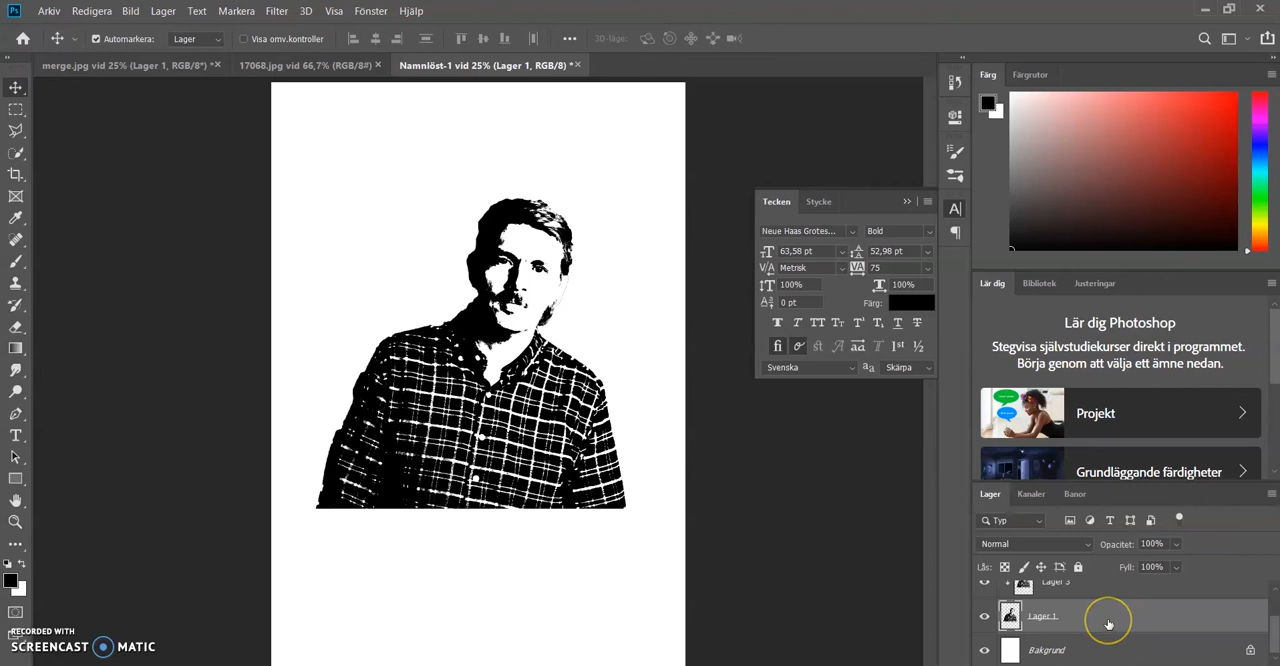 Ps Arkiv Redigera Bild Lager Text Markera Filter 3D Visa Fönster Hjälp
Automarkera: Lager Visa omv.kontroller 3D-läge:
merge.jpg vid 25% (Lager 1, RGB/8*) * 17068.jpg vid 66,7% (RGB/8#) Namnlöst-1 vid 25% (Lager 1, RGB/8) *
Färg Färgrutor
Tecken Stycke
Neue Haas Grotes... Bold
63,58 pt 52,98 pt
Metrisk 75
100% 100%
0 pt Färg:
Svenska Skärpa
Lär dig Bibliotek Justeringar
Lär dig Photoshop
Stegvisa självstudiekurser direkt i programmet.
Börja genom att välja ett ämne nedan.
Projekt
Grundläggande färdigheter
Lager Kanaler Banor
Typ
Normal Opacitet: 100%
Lås: Fyll: 100%
Lager 3
Lager 1
Bakgrund
RECORDED WITH
SCREENCAST MATIC